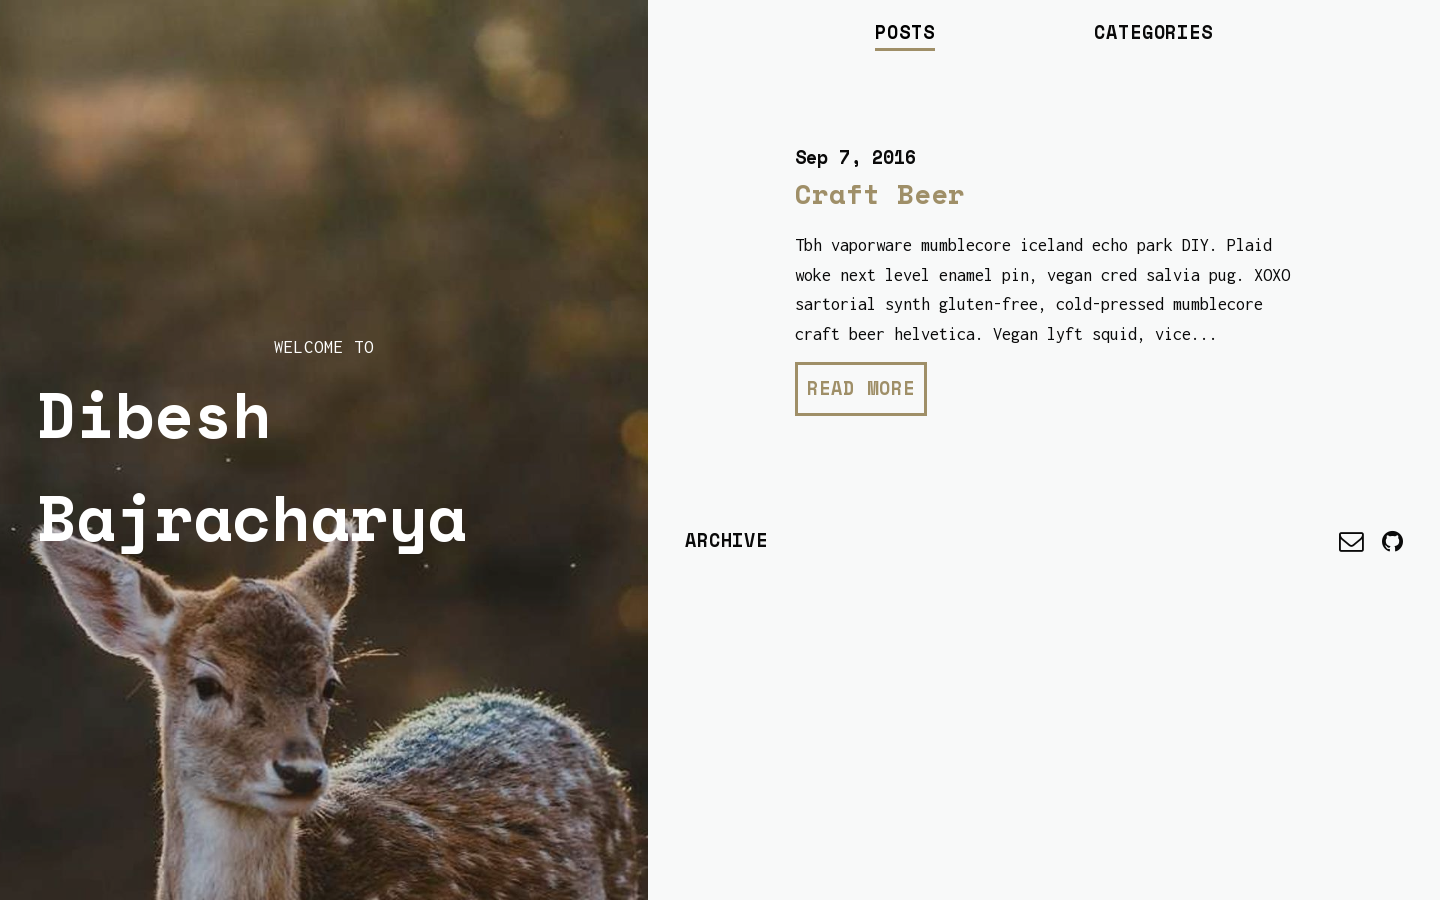 WELCOME TO
Dibesh
Bajracharya
POSTS
CATEGORIES
Sep 7, 2016
Craft Beer
Tbh vaporware mumblecore iceland echo park DIY. Plaid
woke next level enamel pin, vegan cred salvia pug. XOXO
sartorial synth gluten-free, cold-pressed mumblecore
craft beer helvetica. Vegan lyft squid, vice...
READ MORE
ARCHIVE